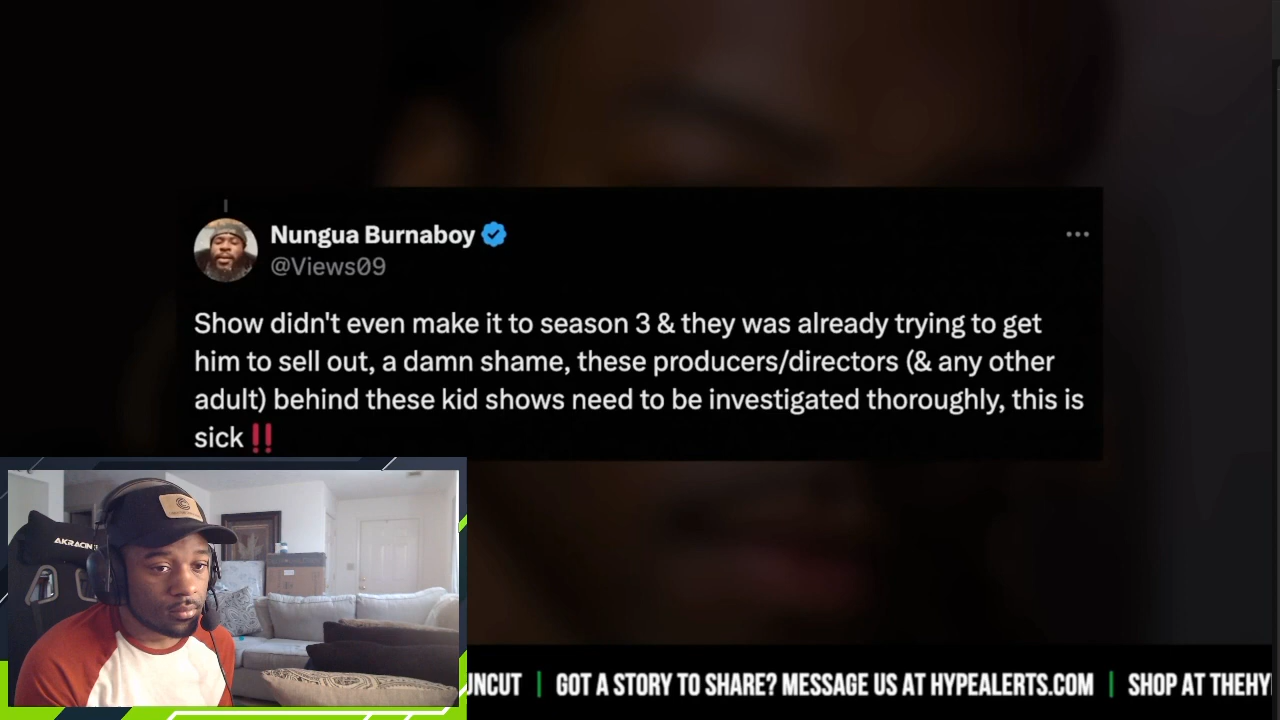 Nungua Burnaboy
@Views09
Show didn't even make it to season 3 & they was already trying to get
him to sell out, a damn shame, these producers/directors (& any other
adult) behind these kid shows need to be investigated thoroughly, this is
sick‼️
AKRACIN
UNCUT | GOT A STORY TO SHARE? MESSAGE US AT HYPEALERTS.COM | SHOP AT THEHY